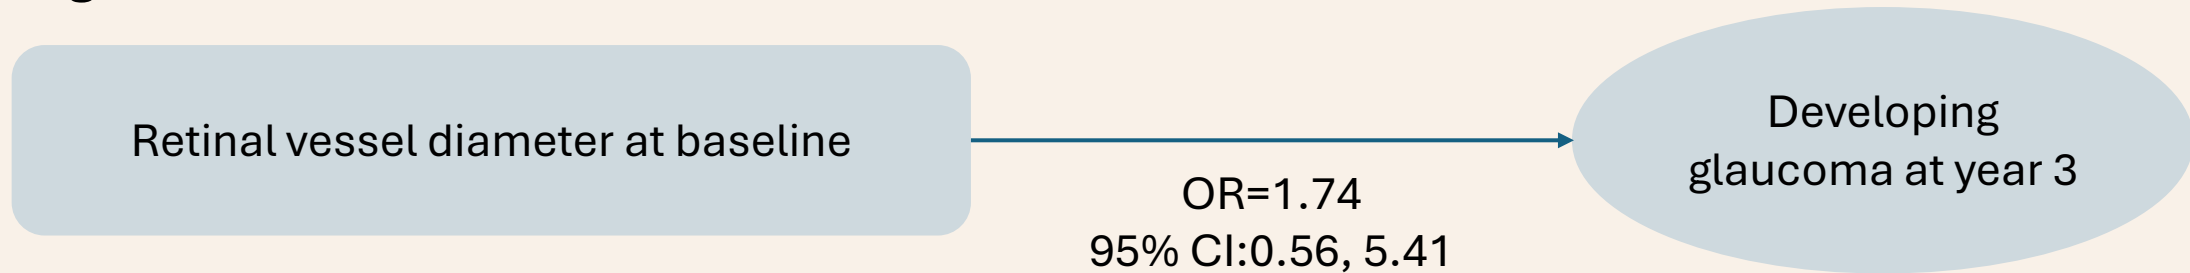 Retinal vessel diameter at baseline
OR=1.74
95% CI:0.56, 5.41
Developing
glaucoma at year 3